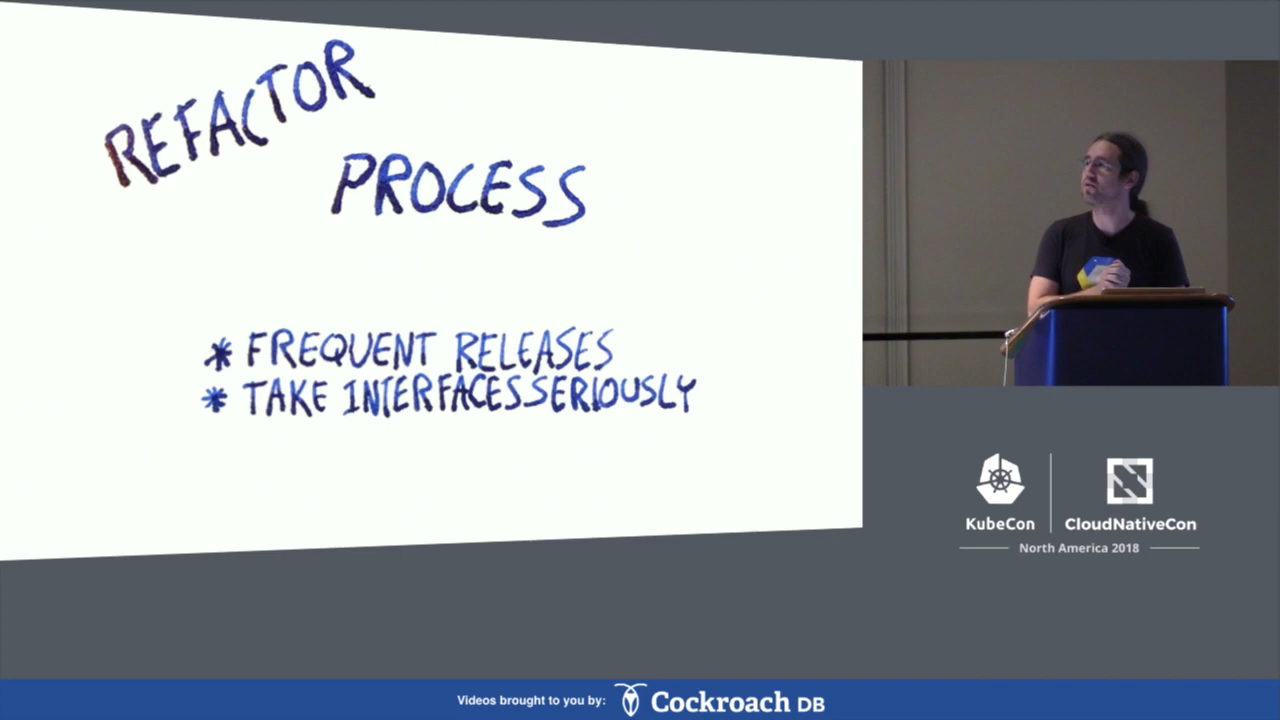 REFACTOR
PROCESS
* FREQUENT RELEASES
* TAKE INTERFACES SERIOUSLY
KubeCon
CloudNativeCon
North America 2018
Videos brought to you by:
Cockroach DB